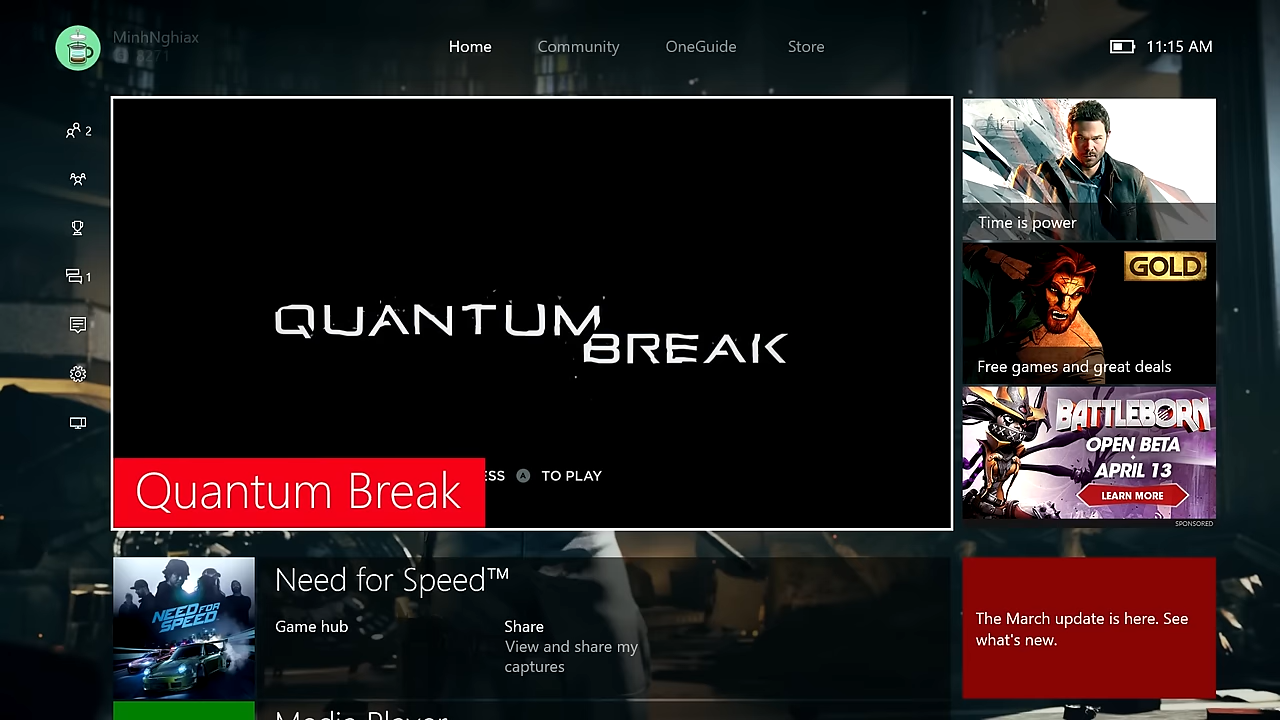 MinhNghiax
8271
Home
Community
OneGuide
Store
11:15 AM
2
1
QUANTUM
BREAK
ESS A TO PLAY
Quantum Break
Time is power
GOLD
Free games and great deals
BATTLEBORN
OPEN BETA
APRIL 13
LEARN MORE
SPONSORED
NEED FOR
SPEED
Need for Speed™
Game hub
Share
View and share my
captures
The March update is here. See
what's new.
Media Player